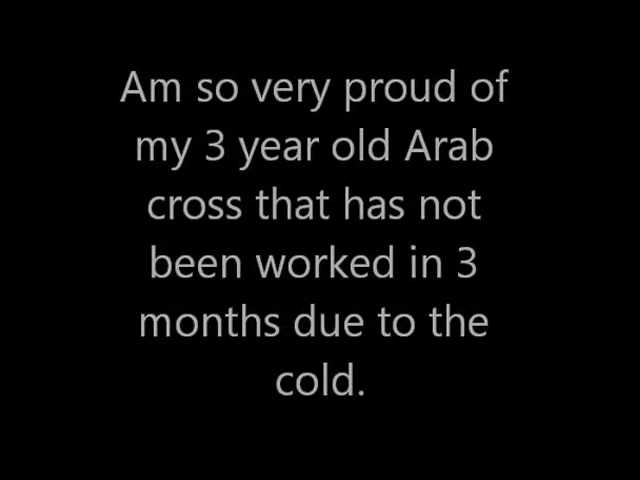 Am so very proud of
my 3 year old Arab
cross that has not
been worked in 3
months due to the
cold.